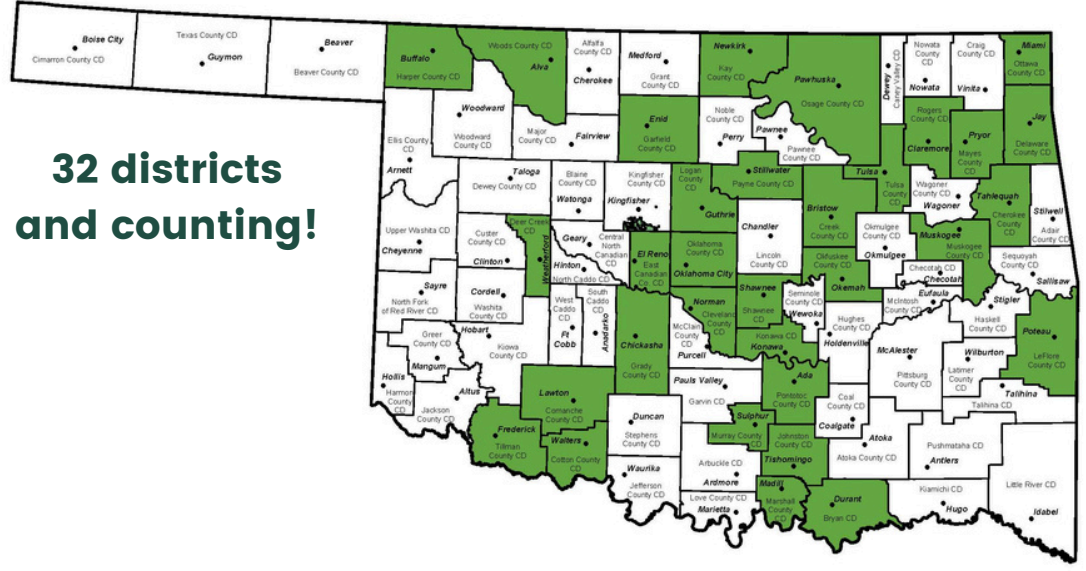 32 districts
and counting!
Boise City
Cimarron County CD
Texas County CD
Guymon
Beaver
Beaver County CD
Buffalo
Harper County CD
Woods County CD
Alva
Alfalfa
County CD
Cherokee
Medford
Grant
County CD
Newkirk
Kay
County CD
Pawhuska
Osage County CD
Dewey
Caney Valley CD
Nowata
County
CD
Nowata
Craig
County CD
Vinita
Miami
Ottawa
County CD
Woodward
Woodward
County CD
Major
County CD
Fairview
Enid
Garfield
County CD
Noble
County CD
Perry
Pawnee
Pawnee
County CD
Rogers
County CD
Claremore
Pryor
Mayes
County CD
Jay
Delaware
County CD
Ellis County
CD
Arnett
Taloga
Dewey County CD
Blaine
County CD
Watonga
Kingfisher
County CD
Kingfisher
Logan
County CD
Guthrie
Stillwater
Payne County CD
Tulsa
Tulsa
County
CD
Wagoner
County CD
Wagoner
Tahlequah
Cherokee
County CD
Stilwell
Adair
County CD
Upper Washita CD
Cheyenne
Custer
County CD
Clinton
Deer Creek
CD
Weatherford
Geary
Central
North
Canadian
CD
Hinton
North Caddo CD
El Reno
East
Canadian
Co. CD
Oklahoma
County CD
Oklahoma City
Chandler
Lincoln
County CD
Bristow
Creek
County CD
Okmulgee
County CD
Okmulgee
Muskogee
Muskogee
County CD
Sequoyah
County CD
Sallisaw
Sayre
North Fork
of Red River CD
Cordell
Washita
County CD
West
Caddo
CD
Ft
Cobb
South
Caddo
CD
Anadarko
Chickasha
Grady
County CD
Norman
Cleveland
County
CD
McClain
County
CD
Purcell
Shawnee
Shawnee
CD
Konawa CD
Konawa
Seminole
County CD
Wewoka
Okfuskee
County CD
Okemah
Hughes
County CD
Holdenville
Checotah CD
Checotah
McIntosh
County CD
Eufaula
Stigler
Haskell
County CD
Poteau
LeFlore
County CD
Greer
County CD
Mangum
Hobart
Kiowa
County CD
Hollis
Harmon
County
CD
Altus
Jackson
County CD
Lawton
Comanche
County CD
Frederick
Tillman
County CD
Walters
Cotton County
CD
Duncan
Stephens
County CD
Pauls Valley
Garvin CD
Ada
Pontotoc
County CD
McAlester
Pittsburg
County CD
Wilburton
Latimer
County
CD
Talihina
Talihina CD
Sulphur
Murray County
CD
Johnston
County CD
Tishomingo
Coal
County
CD
Coalgate
Atoka
Atoka County CD
Pushmataha CD
Antlers
Waurika
Jefferson
County CD
Arbuckle CD
Ardmore
Love County CD
Marietta
Madill
Marshall
County
CD
Durant
Bryan CD
Kiamichi CD
Hugo
Little River CD
Idabel